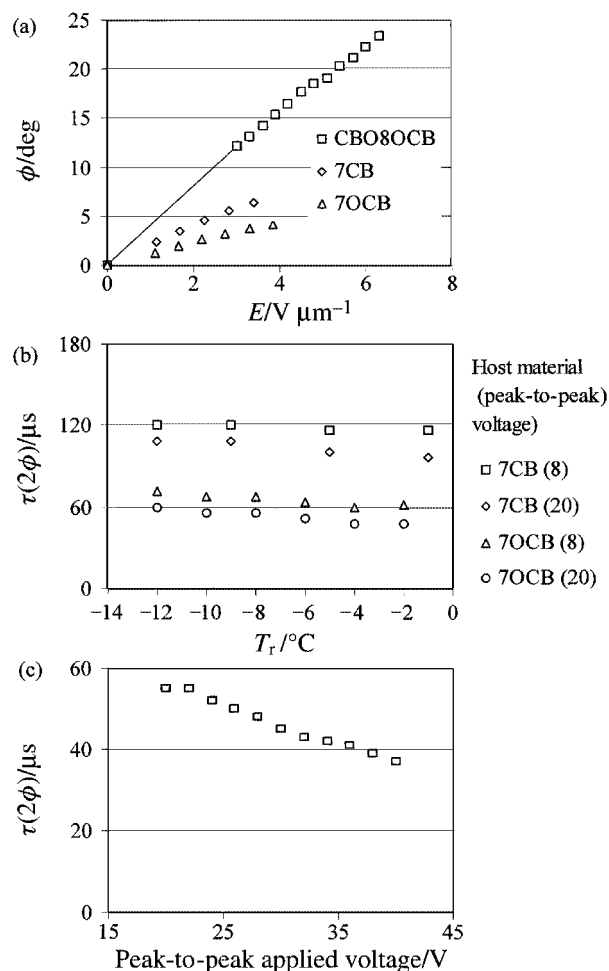 (a)
25
20
15
10
5
0
ϕ/deg
CBO8OCB
7CB
7OCB
0 2 4 6 8
E/V μm⁻¹
(b)
180
120
60
0
τ(2ϕ)/μs
−14 −12 −10 −8 −6 −4 −2 0
Tᵣ/°C
Host material
(peak-to-peak)
voltage)
7CB (8)
7CB (20)
7OCB (8)
7OCB (20)
(c)
60
40
20
0
τ(2ϕ)/μs
15 25 35 45
Peak-to-peak applied voltage/V